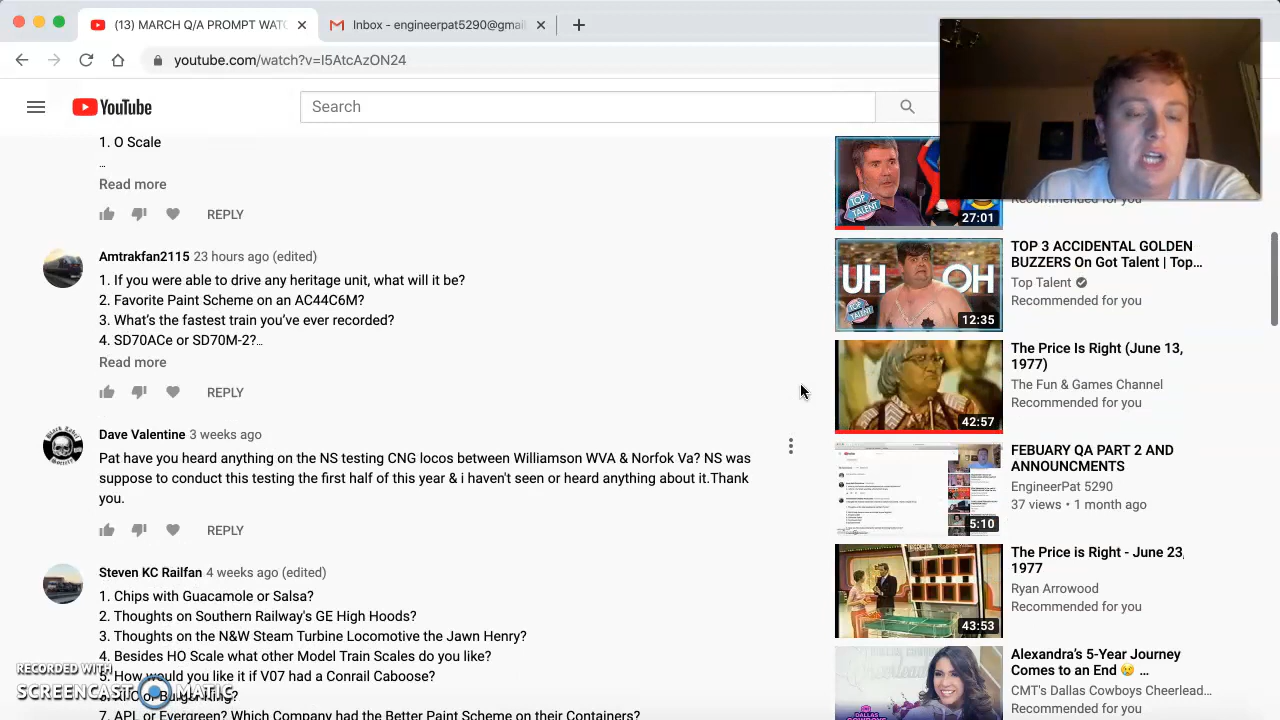 (13) MARCH Q/A PROMPT WATC
Inbox - engineerpat5290@gmail
youtube.com/watch?v=l5AtcAzON24
YouTube
Search
1. O Scale
...
Read more
REPLY
Amtrakfan2115 23 hours ago (edited)
1. If you were able to drive any heritage unit, what will it be?
2. Favorite Paint Scheme on an AC44C6M?
3. What's the fastest train you've ever recorded?
4. SD70ACe or SD70M-2?...
Read more
REPLY
Dave Valentine 3 weeks ago
Pat have you heard anything on the NS testing CNG locos between Williamson WVA & Norfok Va? NS was
suppose to conduct this test in the first half of this year & i haven't seen or heard anything about it.Thank
you.
REPLY
Steven KC Railfan 4 weeks ago (edited)
1. Chips with Guacamole or Salsa?
2. Thoughts on Southern Railway's GE High Hoods?
3. Thoughts on the N&W Steam Turbine Locomotive the Jawn Henry?
4. Besides HO Scale what other Model Train Scales do you like?
5. How would you like it if V07 had a Conrail Caboose?
Burger King?
7. APL or Evergreen? Which Company had the Better Paint Scheme on their Containers?
RECORDED WITH
SCREENCAST MATIC
TOP TALENT
27:01
Recommended for you
UH OH
TOP TALENT
12:35
TOP 3 ACCIDENTAL GOLDEN
BUZZERS On Got Talent | Top...
Top Talent
Recommended for you
42:57
The Price Is Right (June 13,
1977)
The Fun & Games Channel
Recommended for you
5:10
FEBUARY QA PART 2 AND
ANNOUNCMENTS
EngineerPat 5290
37 views • 1 month ago
43:53
The Price is Right - June 23,
1977
Ryan Arrowood
Recommended for you
Alexandra's 5-Year Journey
Comes to an End 😢 ...
CMT's Dallas Cowboys Cheerlead...
Recommended for you